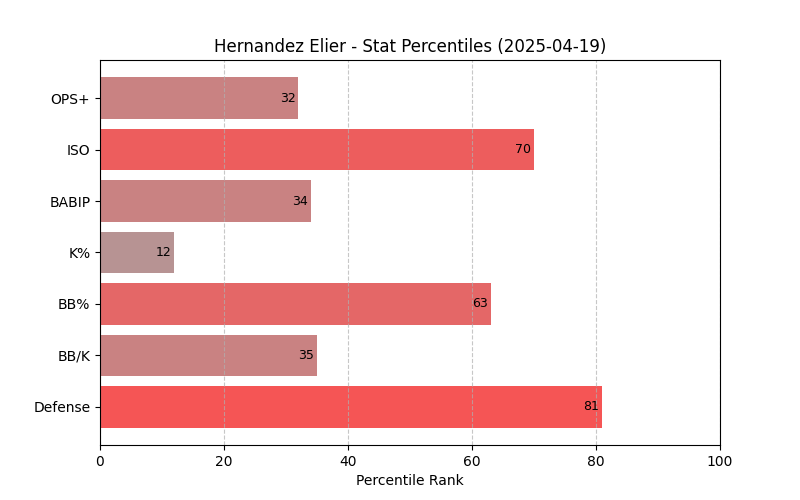 Hernandez Elier - Stat Percentiles (2025-04-19)
OPS+ 32
ISO 70
BABIP 34
K% 12
BB% 63
BB/K 35
Defense 81
0 20 40 60 80 100
Percentile Rank